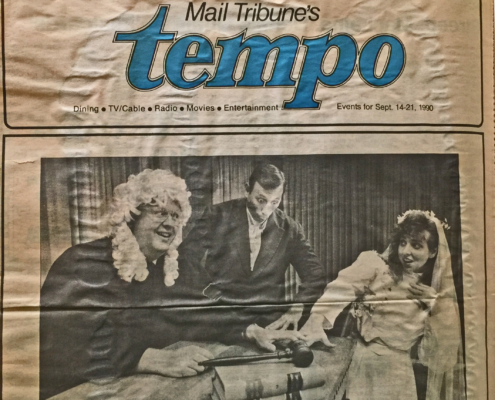 Mail Tribune's
tempo
Dining • TV/Cable • Radio • Movies • Entertainment
Events for Sept. 14-21, 1990